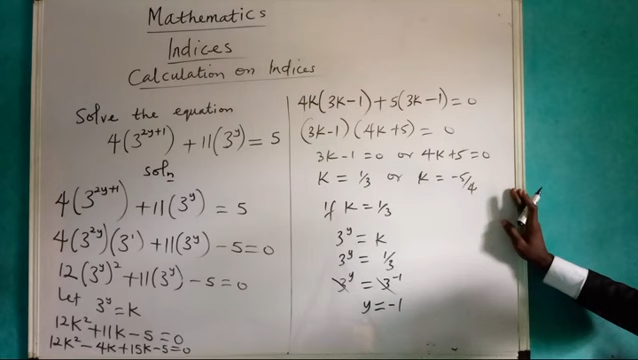 Mathematics
Indices
Calculation on Indices
Solve the equation
4(3^{2y+1}) + 11(3^y) = 5
soln
4(3^{2y+1}) + 11(3^y) = 5
4(3^{2y})(3^1) + 11(3^y) - 5 = 0
12(3^y)^2 + 11(3^y) - 5 = 0
Let 3^y = K
12K^2 + 11K - 5 = 0
12K^2 - 4K + 15K - 5 = 0
4K(3K-1) + 5(3K-1) = 0
(3K-1)(4K+5) = 0
3K-1 = 0 or 4K+5 = 0
K = 1/3 or K = -5/4
If K = 1/3
3^y = K
3^y = 1/3
3^y = 3^{-1}
y = -1